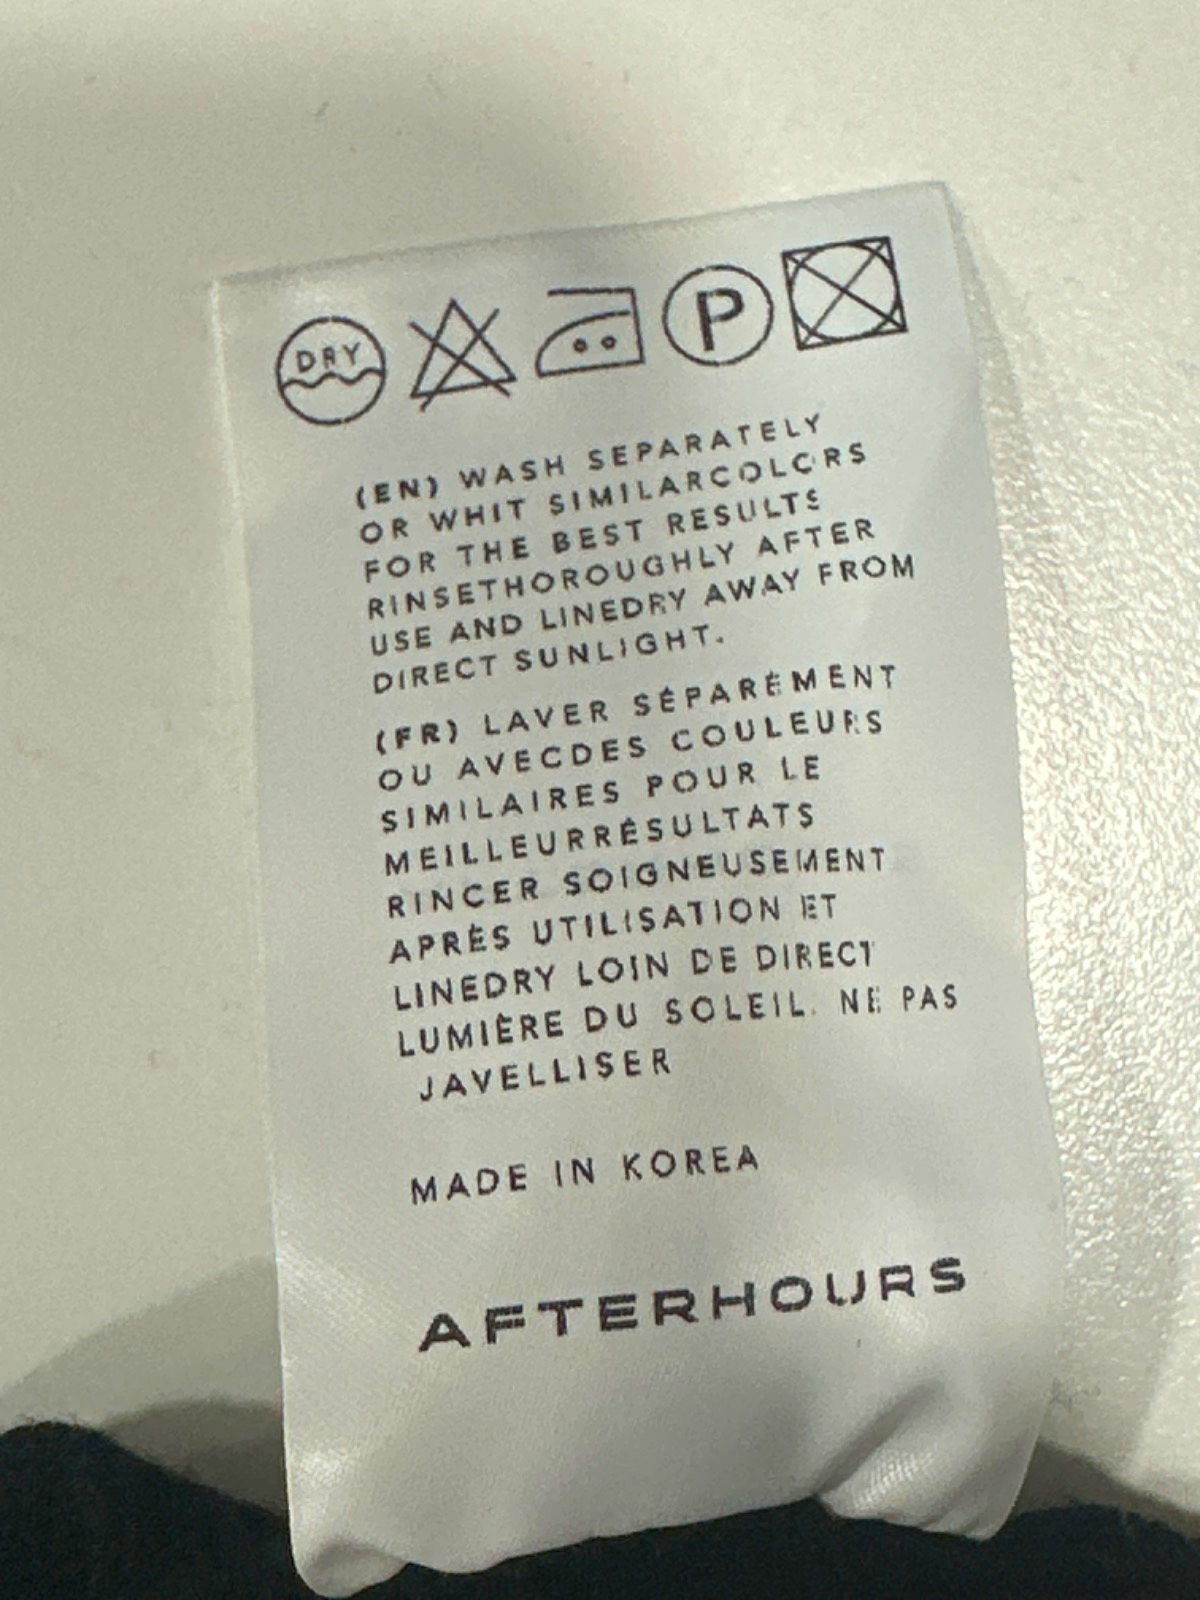 DRY
P
(EN) WASH SEPARATELY
OR WHIT SIMILARCOLORS
FOR THE BEST RESULTS
RINSETHOROUGHLY AFTER
USE AND LINEDRY AWAY FROM
DIRECT SUNLIGHT.
(FR) LAVER SÉPARÉMENT
OU AVECDES COULEURS
SIMILAIRES POUR LE
MEILLEURRÉSULTATS
RINCER SOIGNEUSEMENT
APRÈS UTILISATION ET
LINEDRY LOIN DE DIRECT
LUMIÈRE DU SOLEIL. NE PAS
JAVELLISER
MADE IN KOREA
AFTERHOURS